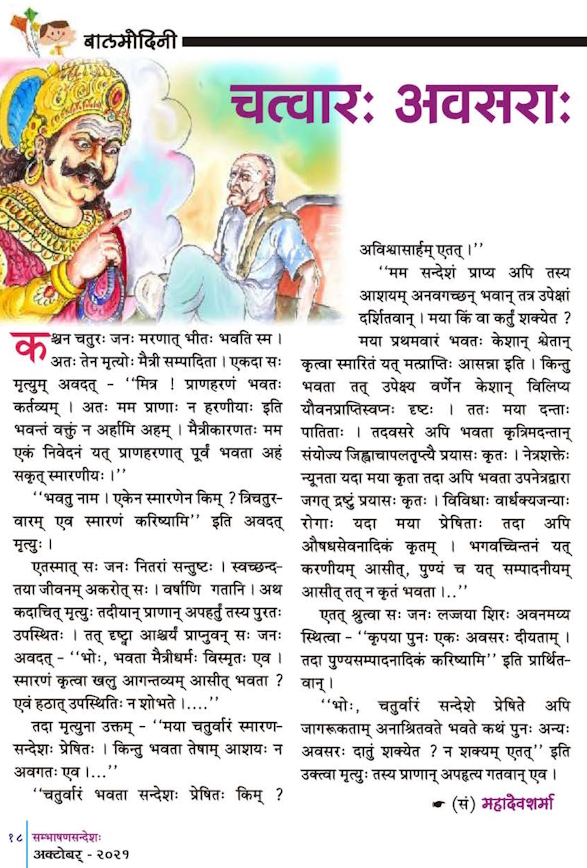 बालमोदिनी
चत्वारः अवसराः
कश्चन चतुरः जनः मरणात् भीतः भवति स्म ।
अतः तेन मृत्योः मैत्री सम्पादिता । एकदा सः
मृत्युम् अवदत् - ‘‘मित्र ! प्राणहरणं भवतः
कर्तव्यम् । अतः मम प्राणाः न हरणीयाः इति
भवन्तं वक्तुं न अर्हामि अहम् । मैत्रीकारणतः मम
एकं निवेदनं यत् प्राणहरणात् पूर्वं भवता अहं
सकृत् स्मारणीयः ।’’
‘‘भवतु नाम । एकेन स्मारणेन किम् ? त्रिचतुर-
वारम् एव स्मारणं करिष्यामि’’ इति अवदत्
मृत्युः ।
एतस्मात् सः जनः नितरां सन्तुष्टः । स्वच्छन्द-
तया जीवनम् अकरोत् सः । वर्षाणि गतानि । अथ
कदाचित् मृत्युः तदीयान् प्राणान् अपहर्तुं तस्य पुरतः
उपस्थितः । तत् दृष्ट्वा आश्चर्यं प्राप्नुवन् सः जनः
अवदत् - ‘‘भोः, भवता मैत्रीधर्मः विस्मृतः एव ।
स्मारणं कृत्वा खलु आगन्तव्यम् आसीत् भवता ?
एवं हठात् उपस्थितिः न शोभते ।....’’
तदा मृत्युना उक्तम् - ‘‘मया चतुर्वारं स्मारण-
सन्देशः प्रेषितः । किन्तु भवता तेषाम् आशयः न
अवगतः एव ।...’’
‘‘चतुर्वारं भवता सन्देशः प्रेषितः किम् ?
अविश्वासार्हम् एतत् ।’’
‘‘मम सन्देशं प्राप्य अपि तस्य
आशयम् अनवगच्छन् भवान् तत्र उपेक्षां
दर्शितवान् । मया किं वा कर्तुं शक्येत ?
मया प्रथमवारं भवतः केशान् श्वेतान्
कृत्वा स्मारितं यत् मत्प्राप्तिः आसन्ना इति । किन्तु
भवता तत् उपेक्ष्य वर्णेन केशान् विलिप्य
यौवनप्राप्तिस्वप्नः दृष्टः । ततः मया दन्ताः
पातिताः । तदवसरे अपि भवता कृत्रिमदन्तान्
संयोज्य जिह्वाचापलतृप्त्यै प्रयासः कृतः । नेत्रशक्तेः
न्यूनता यदा मया कृता तदा अपि भवता उपनेत्रद्वारा
जगत् द्रष्टुं प्रयासः कृतः । विविधाः वार्धक्यजन्याः
रोगाः यदा मया प्रेषिताः तदा अपि
औषधसेवनादिकं कृतम् । भगवच्चिन्तनं यत्
करणीयम् आसीत्, पुण्यं च यत् सम्पादनीयम्
आसीत् तत् न कृतं भवता ।..’’
एतत् श्रुत्वा सः जनः लज्जया शिरः अवनमय्य
स्थित्वा - ‘‘कृपया पुनः एकः अवसरः दीयताम् ।
तदा पुण्यसम्पादनादिकं करिष्यामि’’ इति प्रार्थित-
वान् ।
‘‘भोः, चतुर्वारं सन्देशे प्रेषिते अपि
जागरूकताम् अनाश्रितवते भवते कथं पुनः अन्यः
अवसरः दातुं शक्येत ? न शक्यम् एतत्’’ इति
उक्त्वा मृत्युः तस्य प्राणान् अपहृत्य गतवान् एव ।
☛ (सं) महादेवशर्मा
१८ सम्भाषणसन्देशः
अक्टोबर् - २०२१